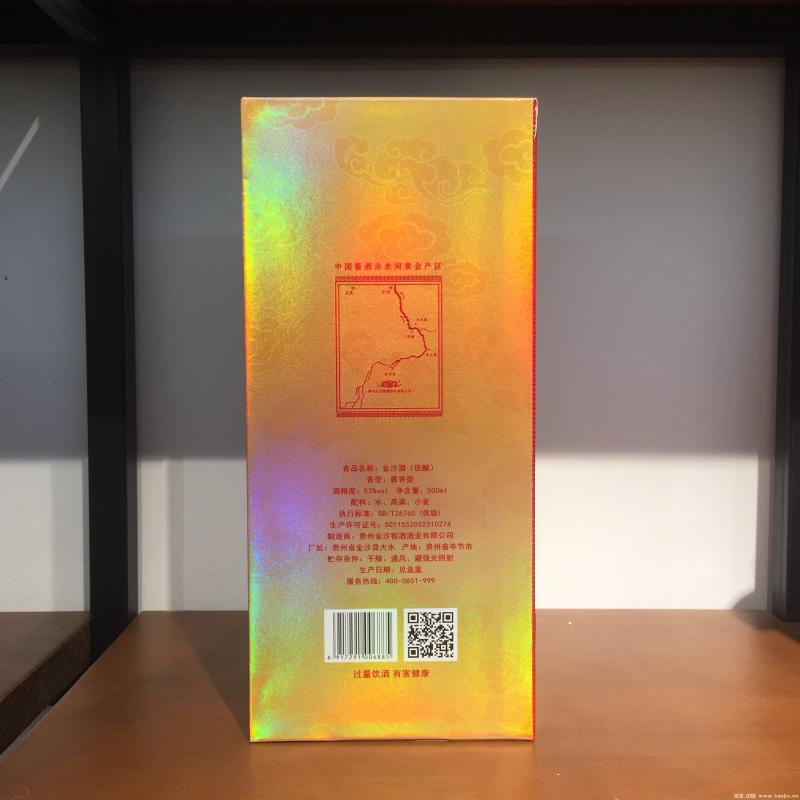 中国酱酒赤水河黄金产区
食品名称：金沙酒（佳酿）
香型：酱香型
酒精度：53%vol 净含量：500ml
配料：水、高粱、小麦
执行标准：GB/T26760（优级）
生产许可证号：SC11552052310274
制造商：贵州金沙窖酒酒业有限公司
厂址：贵州省金沙县大水 产地：贵州省毕节市
贮存条件：干燥、通风、避强光照射
生产日期：见盒盖
服务热线：400-0851-999
6 917291 006885
过量饮酒 有害健康